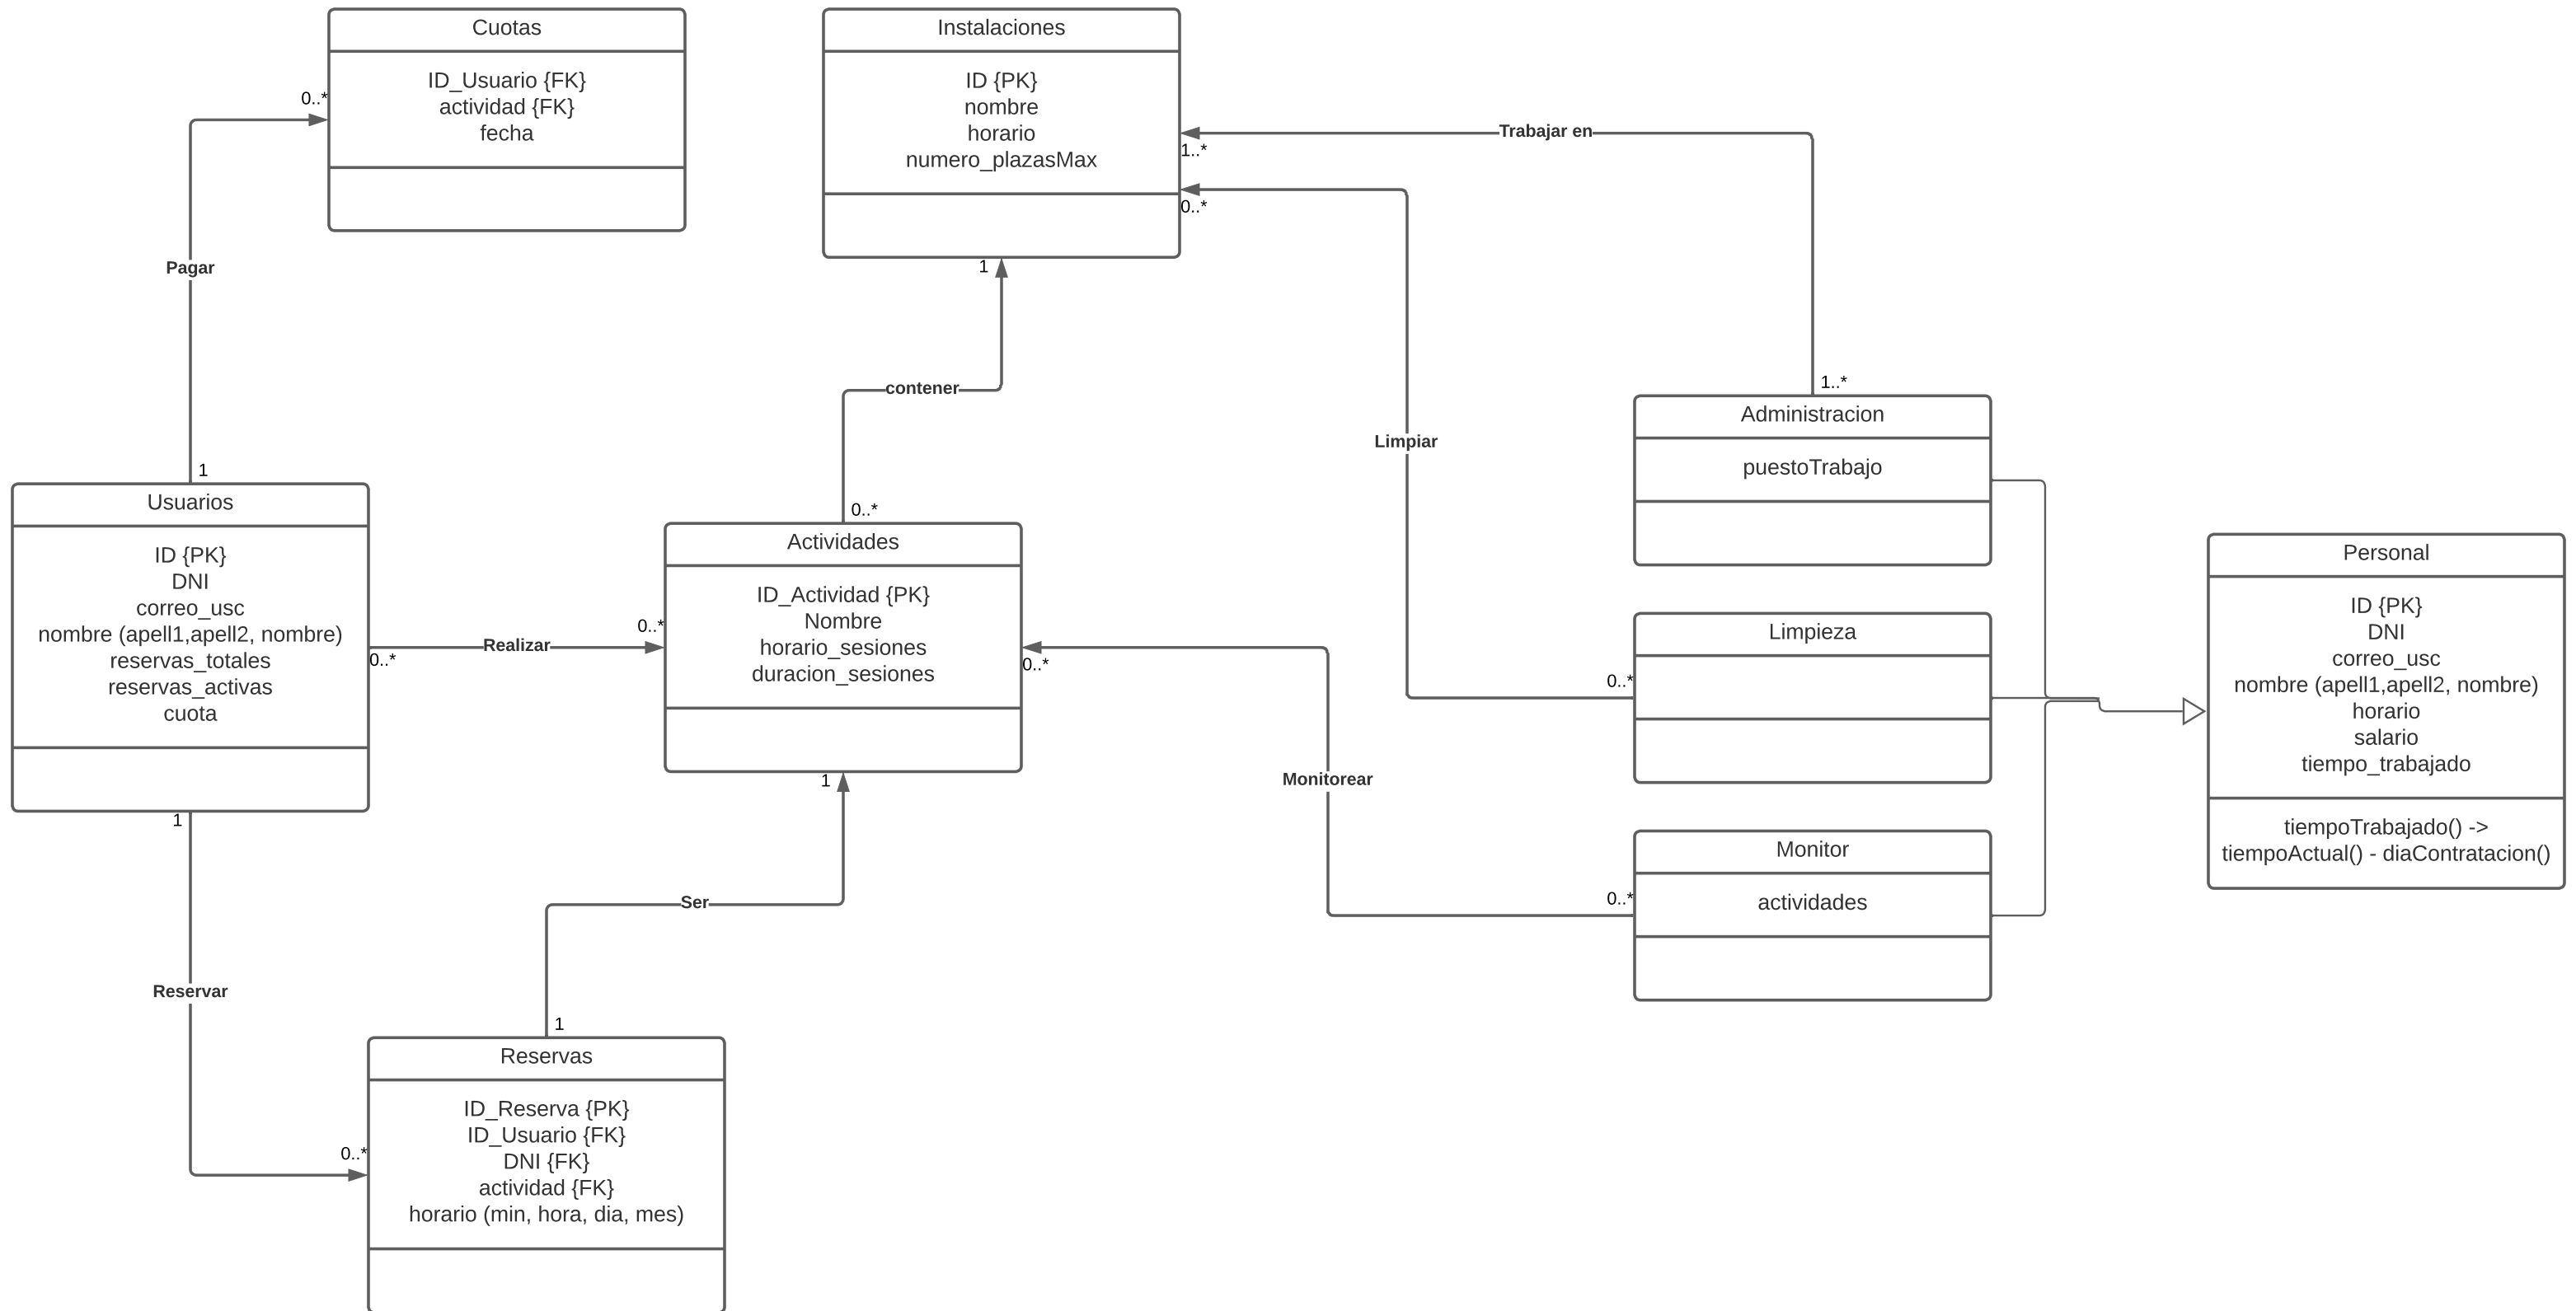 Cuotas
ID_Usuario {FK}
actividad {FK}
fecha
0..*
Pagar
1
Instalaciones
ID {PK}
nombre
horario
numero_plazasMax
1..*
0..*
1
Trabajar en
1..*
contener
0..*
Limpiar
Administracion
puestoTrabajo
Usuarios
ID {PK}
DNI
correo_usc
nombre (apell1,apell2, nombre)
reservas_totales
reservas_activas
cuota
0..*
1
Realizar
0..*
Actividades
ID_Actividad {PK}
Nombre
horario_sesiones
duracion_sesiones
0..*
1
Limpieza
0..*
Monitorear
Monitor
actividades
0..*
Personal
ID {PK}
DNI
correo_usc
nombre (apell1,apell2, nombre)
horario
salario
tiempo_trabajado
tiempoTrabajado() ->
tiempoActual() - diaContratacion()
Ser
1
Reservar
0..*
Reservas
ID_Reserva {PK}
ID_Usuario {FK}
DNI {FK}
actividad {FK}
horario (min, hora, dia, mes)